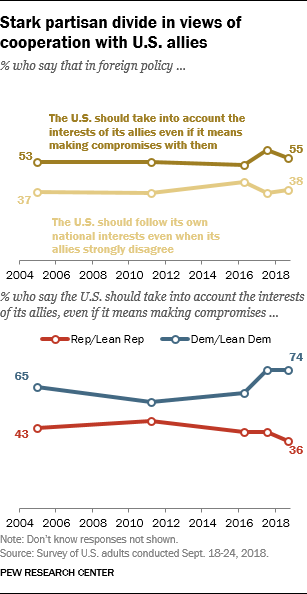 Stark partisan divide in views of
cooperation with U.S. allies
% who say that in foreign policy ...
The U.S. should take into account the
interests of its allies even if it means
making compromises with them
53
55
37
38
The U.S. should follow its own
national interests even when its
allies strongly disagree
2004 2006 2008 2010 2012 2014 2016 2018
% who say the U.S. should take into account the interests
of its allies, even if it means making compromises ...
Rep/Lean Rep Dem/Lean Dem
74
65
43
36
2004 2006 2008 2010 2012 2014 2016 2018
Note: Don't know responses not shown.
Source: Survey of U.S. adults conducted Sept. 18-24, 2018.
PEW RESEARCH CENTER